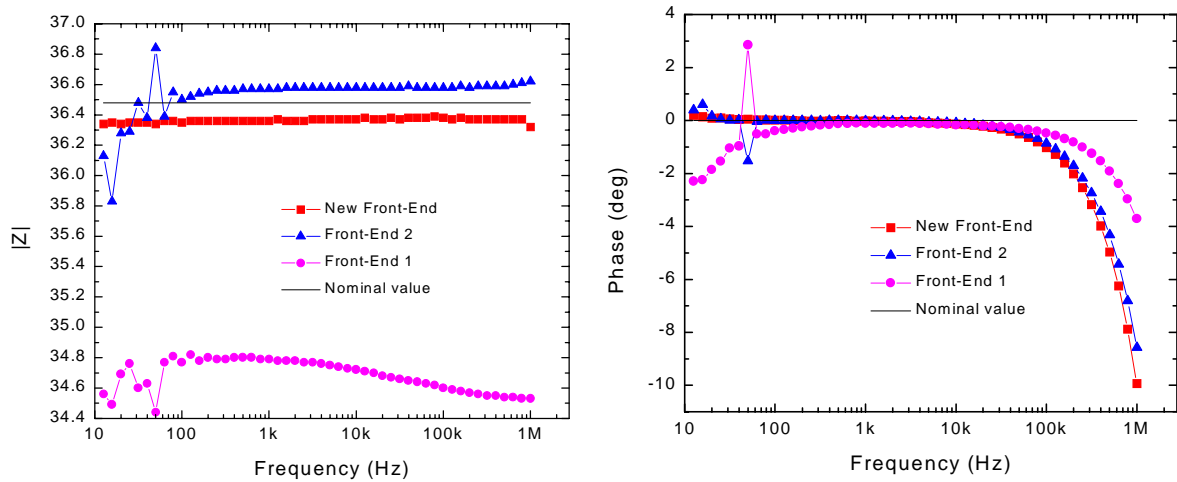 37.0
36.8
36.6
36.4
36.2
36.0
35.8
35.6
35.4
35.2
35.0
34.8
34.6
34.4
|Z|
10
100
1k
10k
100k
1M
Frequency (Hz)
New Front-End
Front-End 2
Front-End 1
Nominal value
4
2
0
-2
-4
-6
-8
-10
Phase (deg)
10
100
1k
10k
100k
1M
Frequency (Hz)
New Front-End
Front-End 2
Front-End 1
Nominal value